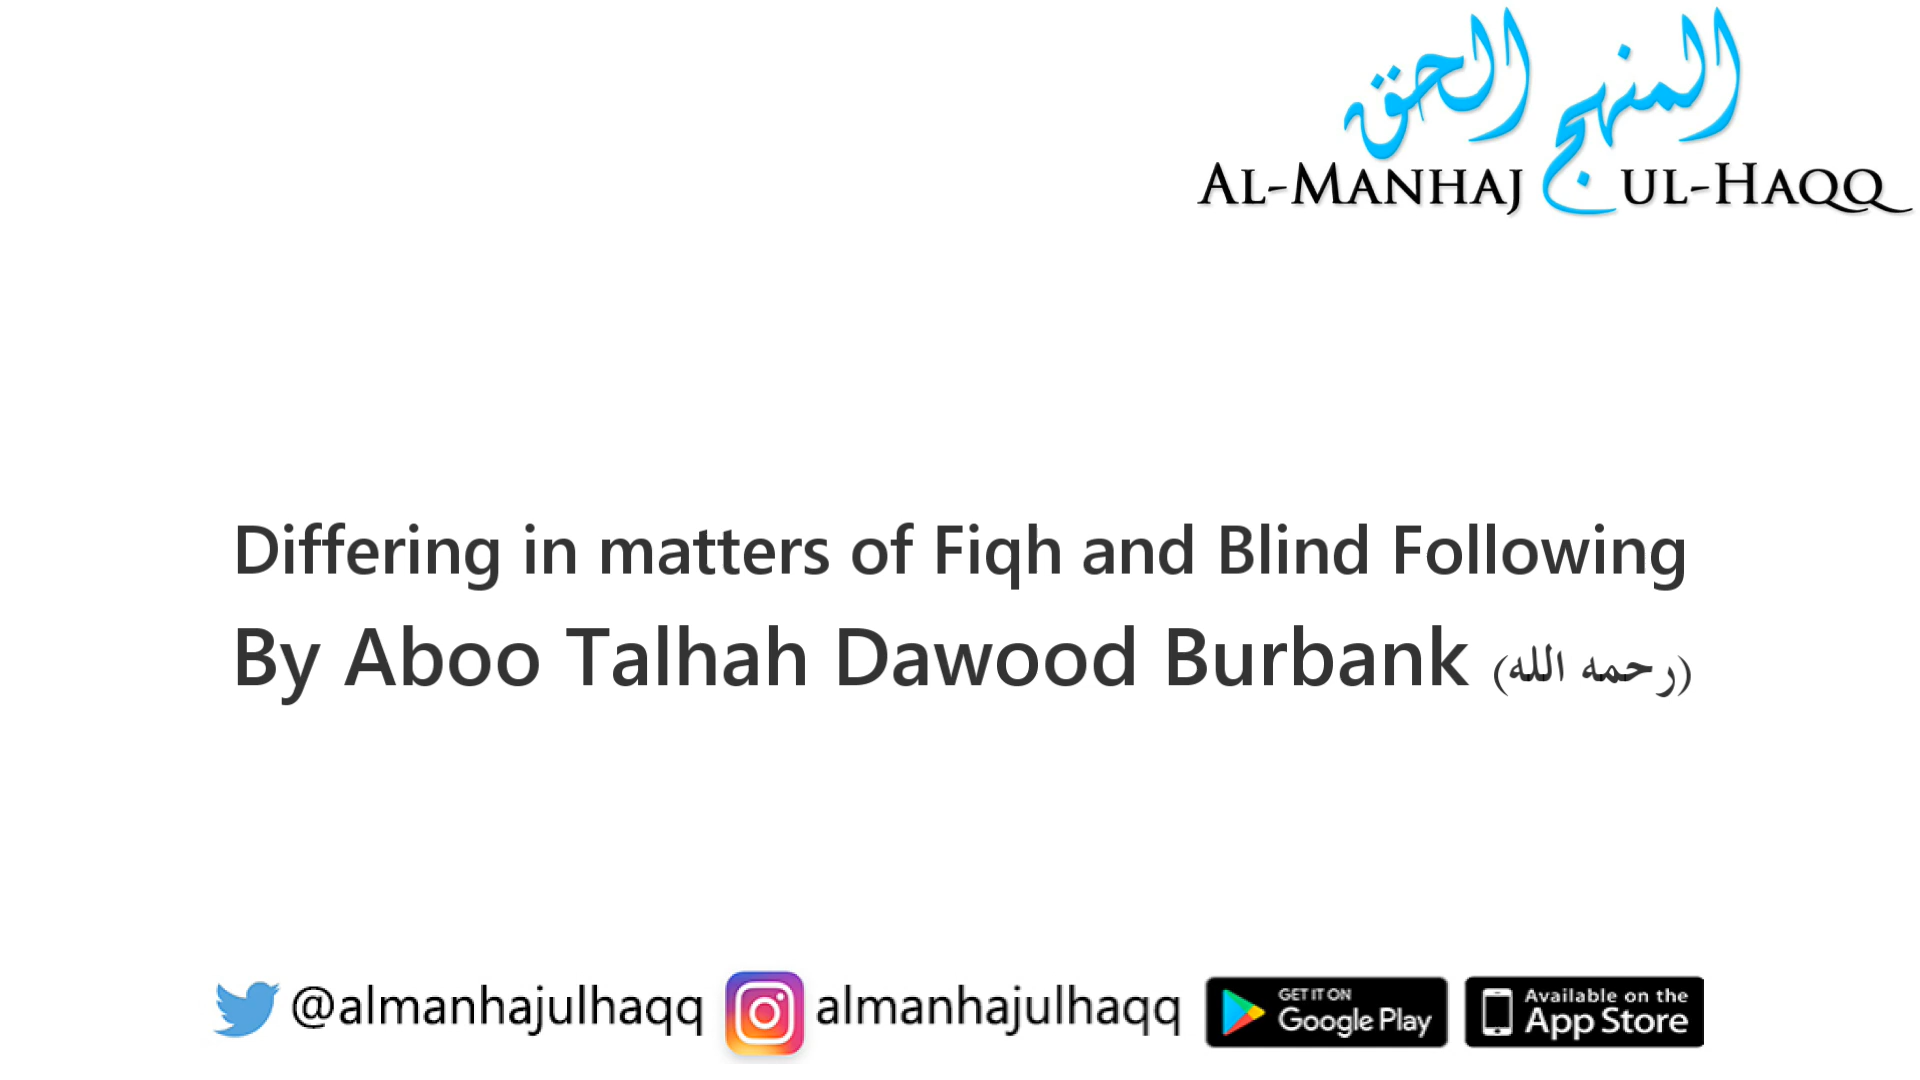 المنهج الحق
AL-MANHAJ UL-HAQQ
Differing in matters of Fiqh and Blind Following
By Aboo Talhah Dawood Burbank (رحمه الله)
@almanhajulhaqq almanhajulhaqq GET IT ON Google Play Available on the App Store